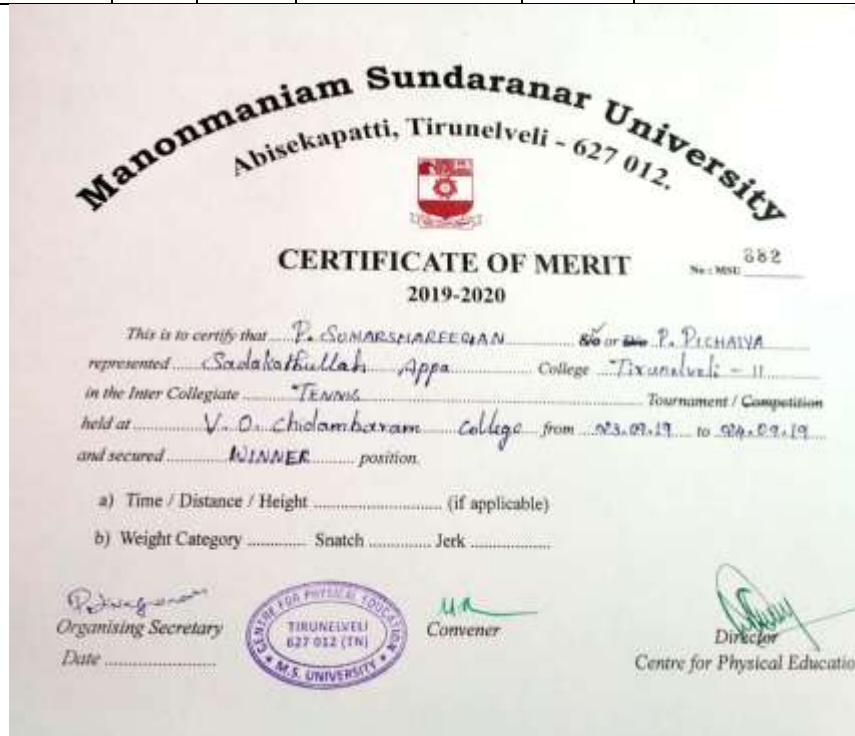 Manonmaniam Sundaranar University
Abisekapatti, Tirunelveli - 627 012.
CERTIFICATE OF MERIT
No : MSU 882
2019-2020
This is to certify that P. SUMARSHAREEGAN S/o or D/o P. PICHAIYA
represented Sadakathullah Appa College Tirunelveli - 11
in the Inter Collegiate TENNIS Tournament / Competition
held at V. O. Chidambaram College from 023.09.19 to 024.09.19
and secured WINNER position.
a) Time / Distance / Height (if applicable)
b) Weight Category Snatch Jerk
Organising Secretary
Date
CENTRE FOR PHYSICAL EDUCATION
TIRUNELVELI
627 012 (TN)
M.S. UNIVERSITY
Convener
Director
Centre for Physical Educatio